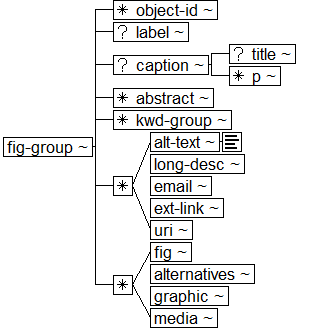 * object-id ~
? label ~
? title ~
? caption ~
* p ~
* abstract ~
* kwd-group ~
fig-group ~
alt-text ~
long-desc ~
* email ~
ext-link ~
uri ~
fig ~
* alternatives ~
graphic ~
media ~